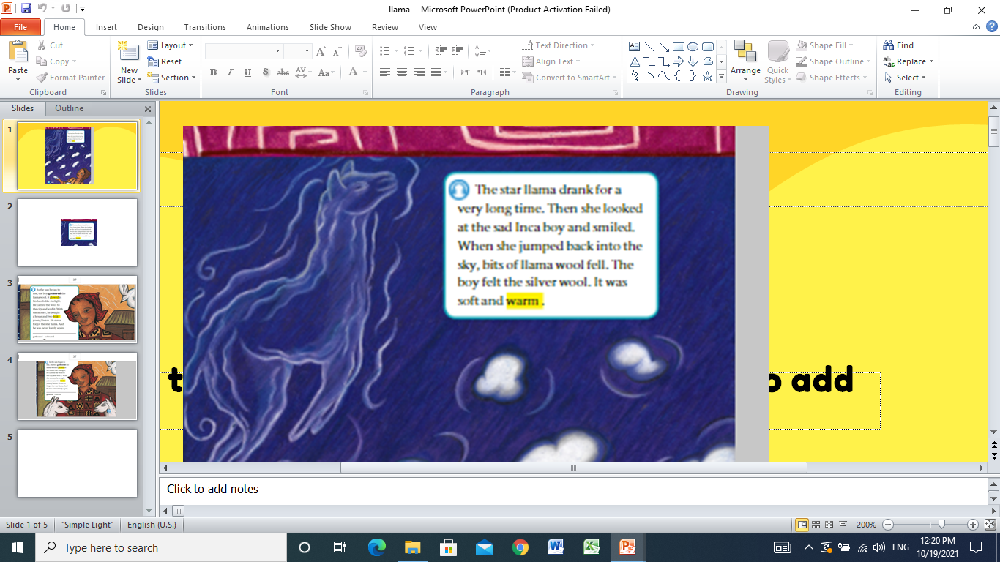 llama - Microsoft PowerPoint (Product Activation Failed)
File Home Insert Design Transitions Animations Slide Show Review View
Paste
Cut
Copy
Format Painter
Clipboard
New Slide
Layout
Reset
Section
Slides
Font
Text Direction
Align Text
Convert to SmartArt
Paragraph
Arrange
Quick Styles
Shape Fill
Shape Outline
Shape Effects
Drawing
Find
Replace
Select
Editing
Slides Outline
1
2
3
4
5
The star llama drank for a
very long time. Then she looked
at the sad Inca boy and smiled.
When she jumped back into the
sky, bits of llama wool fell. The
boy felt the silver wool. It was
soft and warm .
add
Click to add notes
Slide 1 of 5 "Simple Light" English (U.S.) 200%
Type here to search
ENG
12:20 PM
10/19/2021